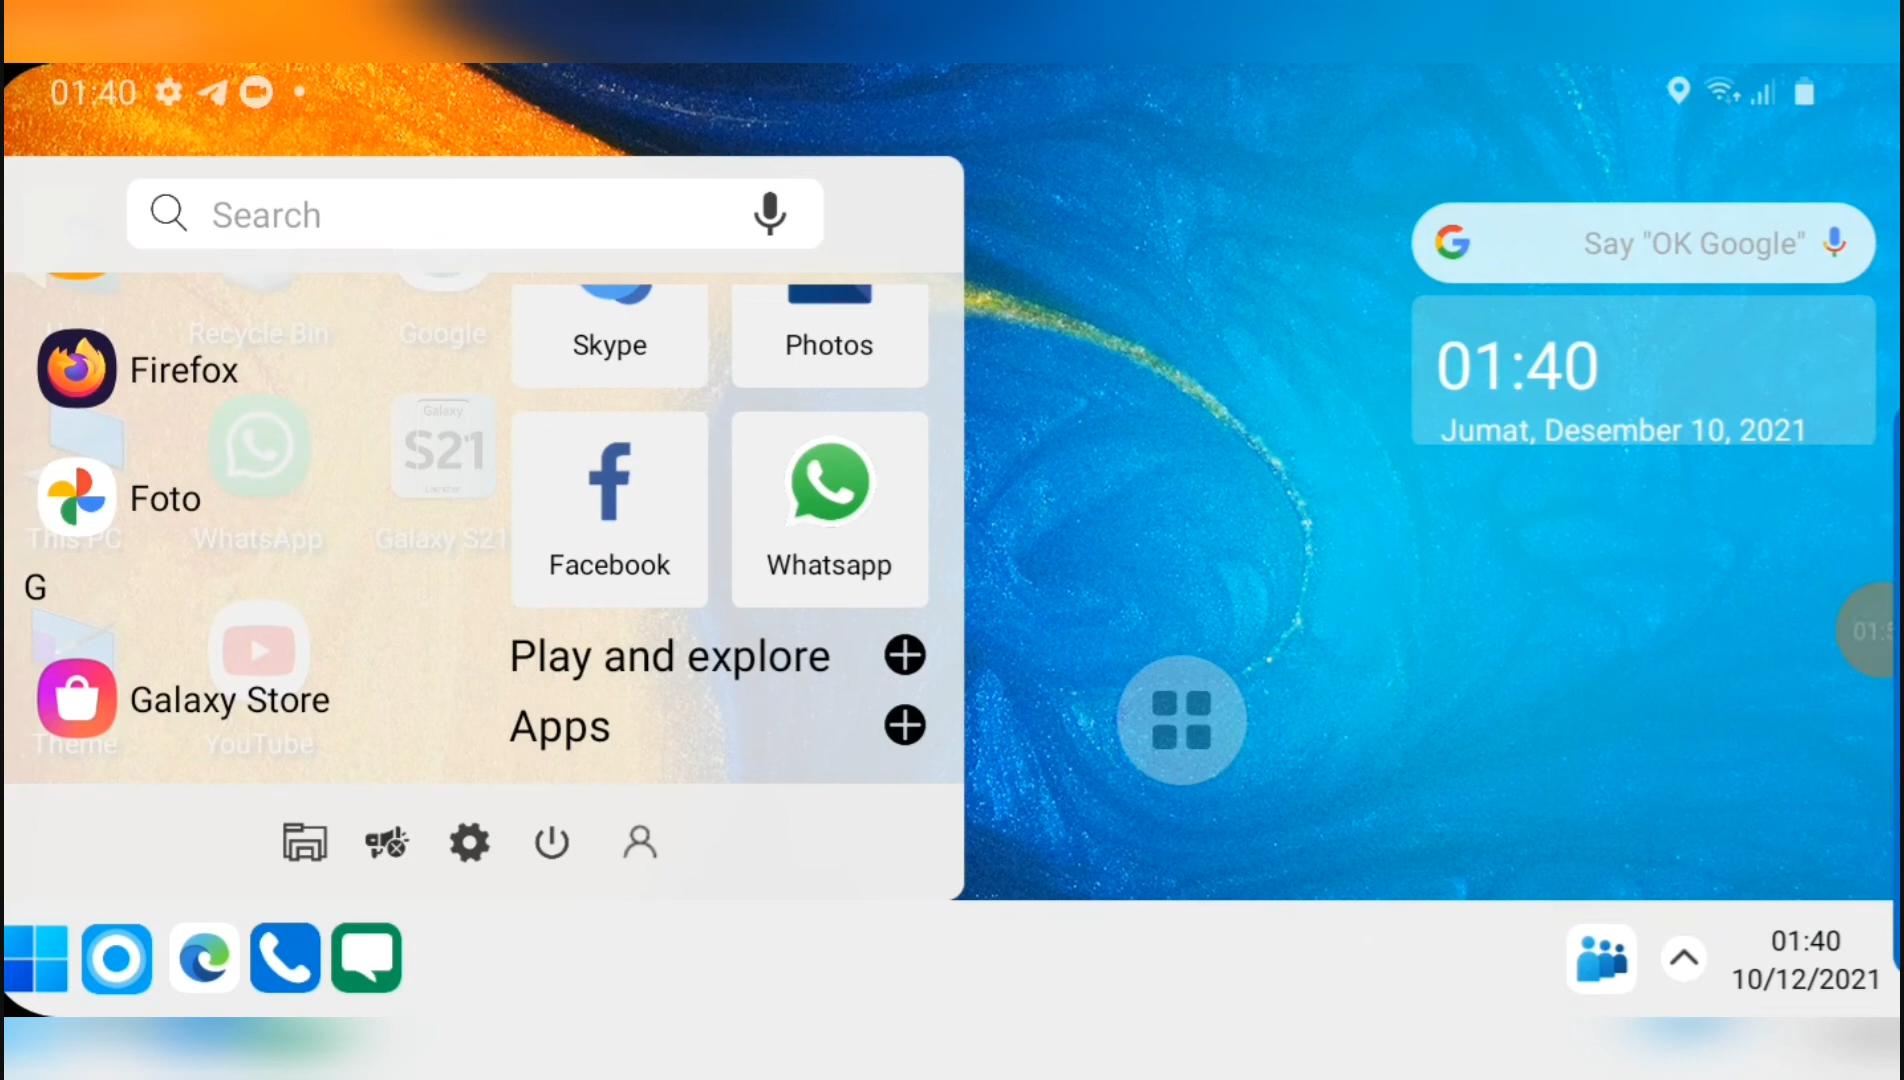 01:40
Search
Say "OK Google"
01:40
Jumat, Desember 10, 2021
Recycle Bin
Google
Firefox
Skype
Photos
Galaxy
S21
Foto
This PC
WhatsApp
Galaxy S21
Facebook
Whatsapp
G
Galaxy Store
Theme
YouTube
Play and explore
Apps
01:40
10/12/2021